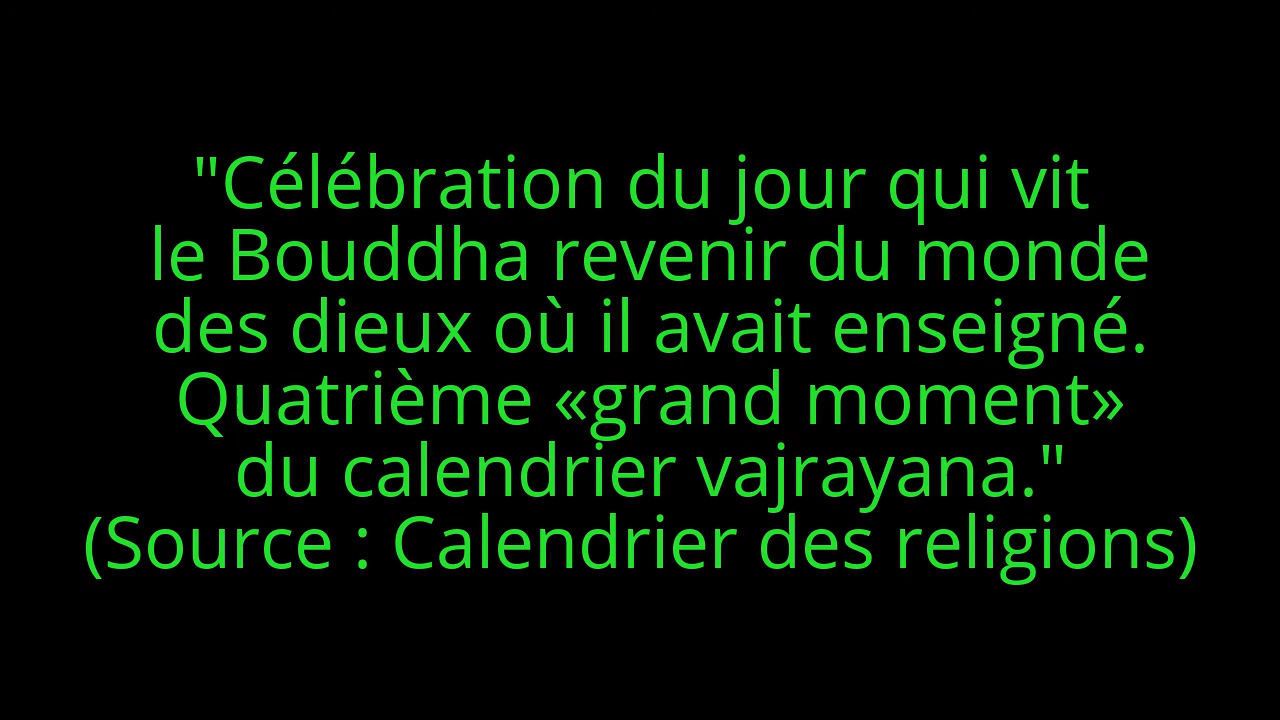 "Célébration du jour qui vit
le Bouddha revenir du monde
des dieux où il avait enseigné.
Quatrième «grand moment»
du calendrier vajrayana."
(Source : Calendrier des religions)